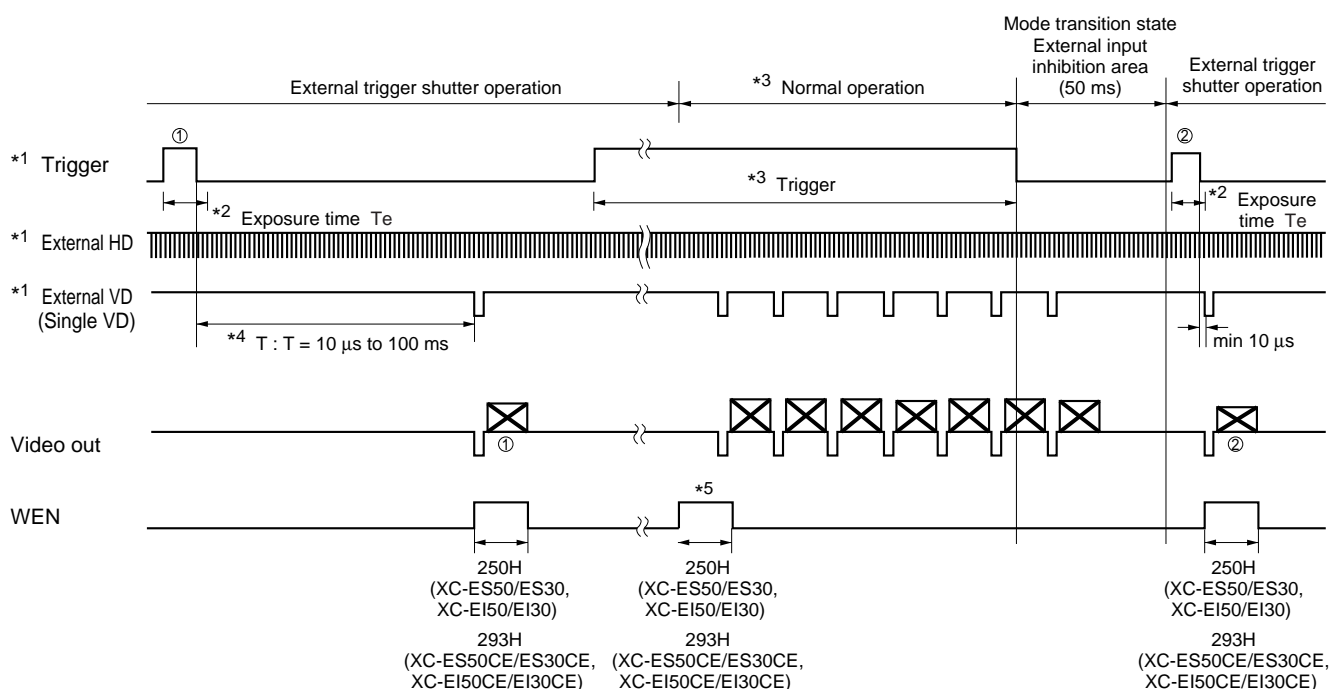 Mode transition state
External input
inhibition area
(50 ms)
External trigger shutter operation
*3 Normal operation
External trigger
shutter operation
①
②
*1 Trigger
*3 Trigger
*2 Exposure time Te
*2 Exposure
time Te
*1 External HD
*1 External VD
(Single VD)
*4 T : T = 10 μs to 100 ms
min 10 μs
Video out
①
②
WEN
*5
250H
(XC-ES50/ES30,
XC-EI50/EI30)
293H
(XC-ES50CE/ES30CE,
XC-EI50CE/EI30CE)
250H
(XC-ES50/ES30,
XC-EI50/EI30)
293H
(XC-ES50CE/ES30CE,
XC-EI50CE/EI30CE)
250H
(XC-ES50/ES30,
XC-EI50/EI30)
293H
(XC-ES50CE/ES30CE,
XC-EI50CE/EI30CE)